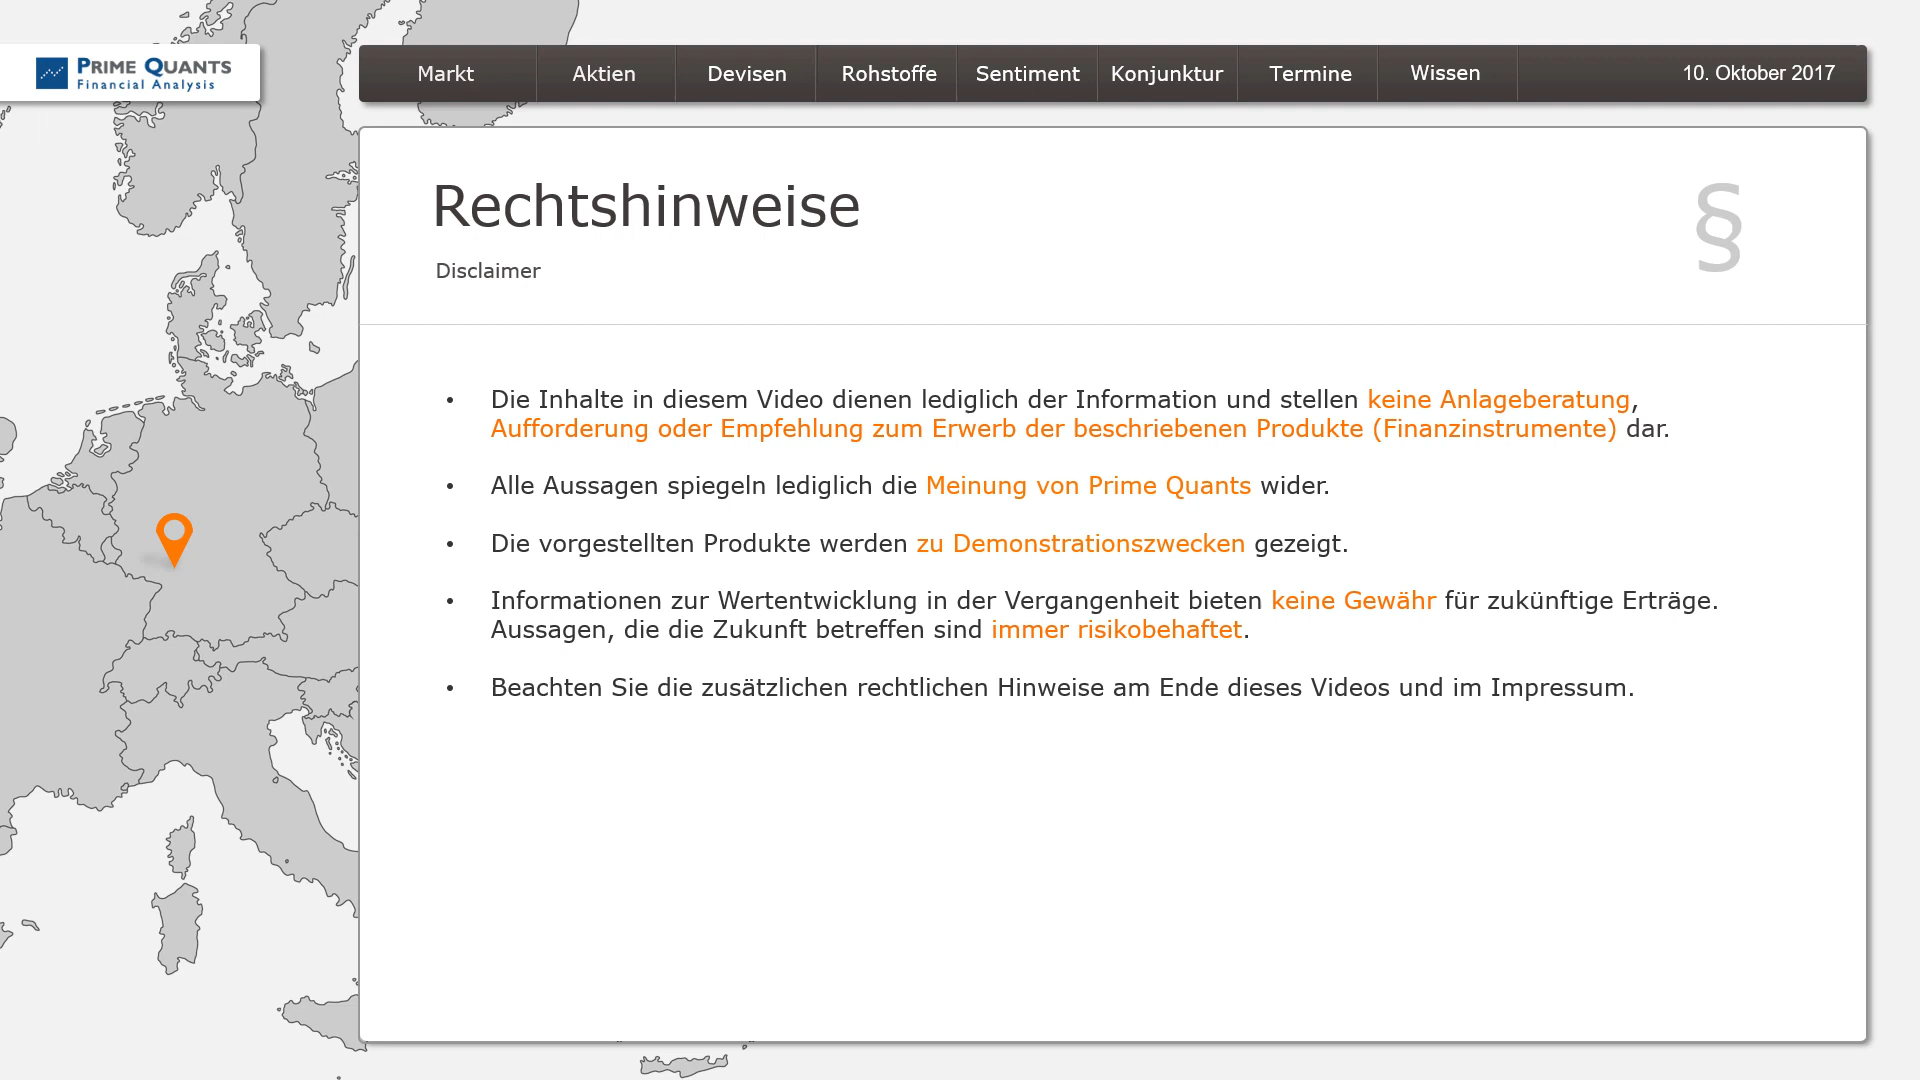 PRIME QUANTS
Financial Analysis
Markt Aktien Devisen Rohstoffe Sentiment Konjunktur Termine Wissen 10. Oktober 2017
Rechtshinweise
§
Disclaimer
• Die Inhalte in diesem Video dienen lediglich der Information und stellen keine Anlageberatung,
Aufforderung oder Empfehlung zum Erwerb der beschriebenen Produkte (Finanzinstrumente) dar.
• Alle Aussagen spiegeln lediglich die Meinung von Prime Quants wider.
• Die vorgestellten Produkte werden zu Demonstrationszwecken gezeigt.
• Informationen zur Wertentwicklung in der Vergangenheit bieten keine Gewähr für zukünftige Erträge.
Aussagen, die die Zukunft betreffen sind immer risikobehaftet.
• Beachten Sie die zusätzlichen rechtlichen Hinweise am Ende dieses Videos und im Impressum.